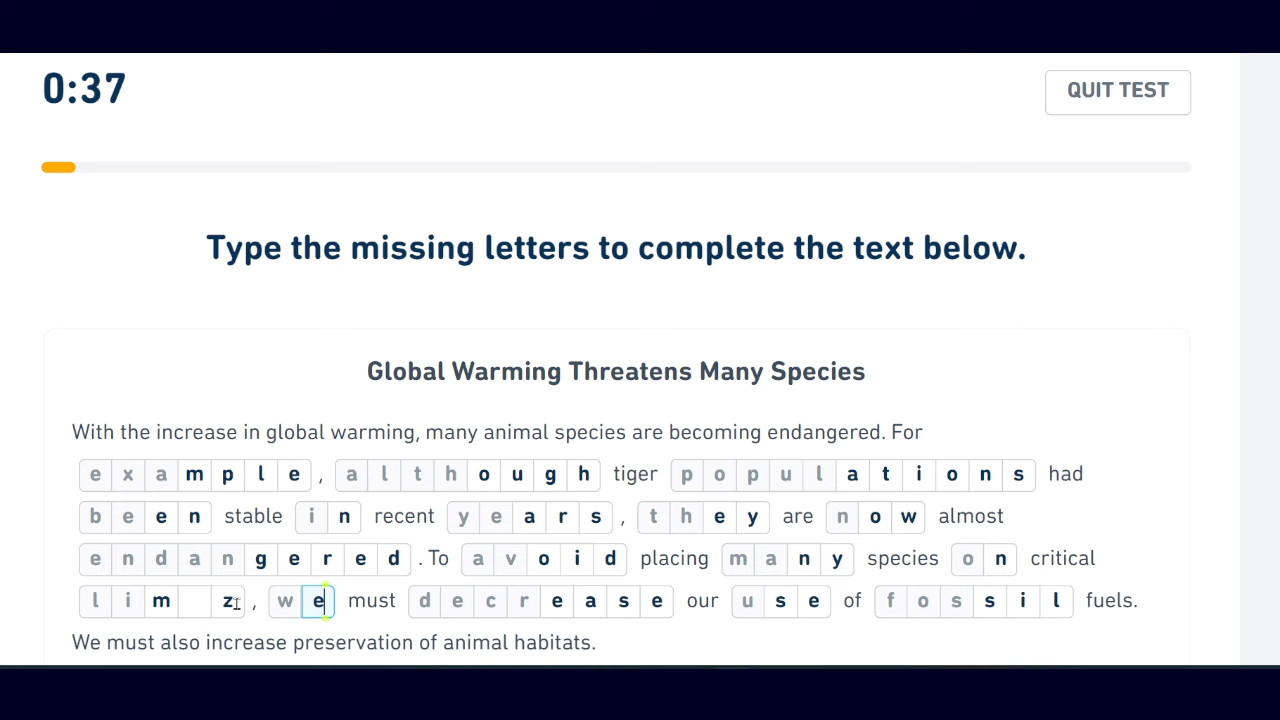 0:37
QUIT TEST
Type the missing letters to complete the text below.
Global Warming Threatens Many Species
With the increase in global warming, many animal species are becoming endangered. For
example, although tiger populations had
been stable in recent years, they are now almost
endangered. To avoid placing many species on critical
lim z, we must decrease our use of fossil fuels.
We must also increase preservation of animal habitats.